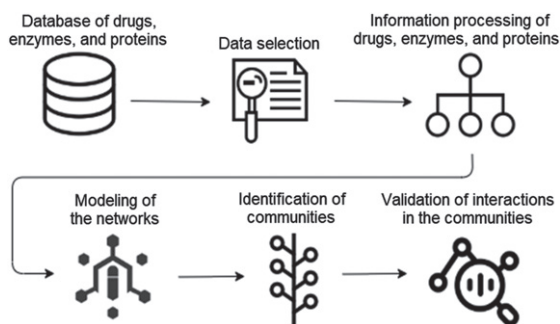 Database of drugs,
enzymes, and proteins
Data selection
Information processing of
drugs, enzymes, and proteins
Modeling of
the networks
Identification of
communities
Validation of interactions
in the communities